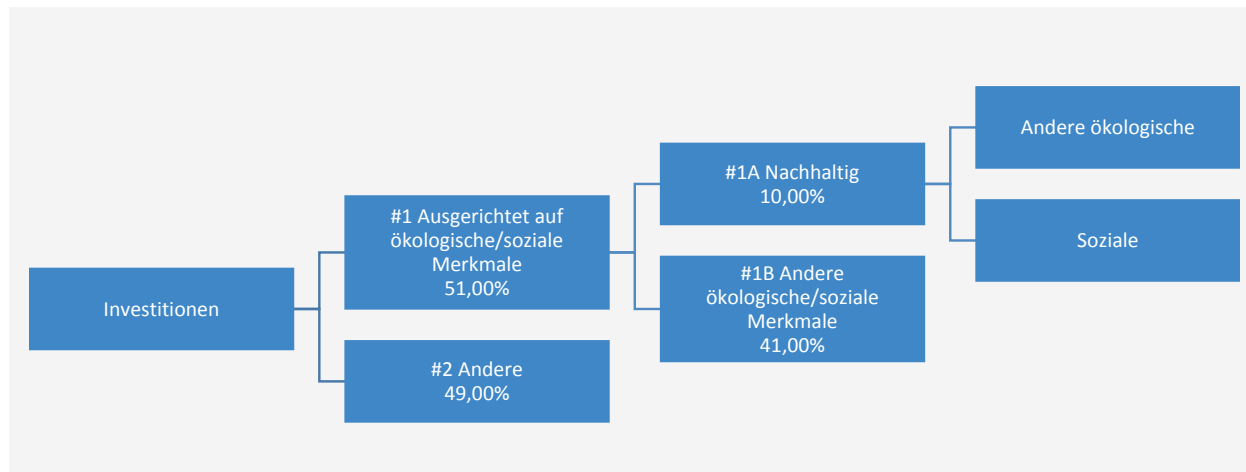 Investitionen
#1 Ausgerichtet auf
ökologische/soziale
Merkmale
51,00%
#2 Andere
49,00%
#1A Nachhaltig
10,00%
#1B Andere
ökologische/soziale
Merkmale
41,00%
Andere ökologische
Soziale